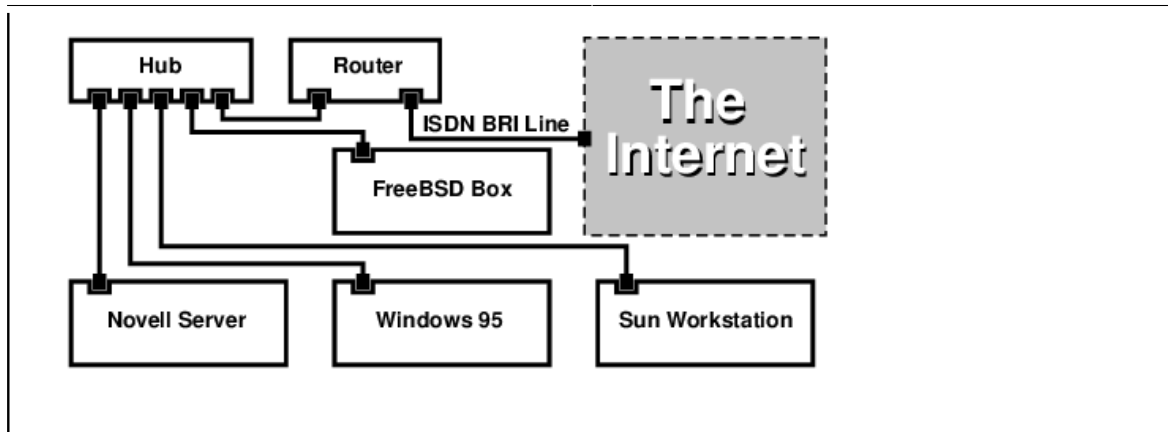 Hub
Router
The
Internet
ISDN BRI Line
FreeBSD Box
Novell Server
Windows 95
Sun Workstation